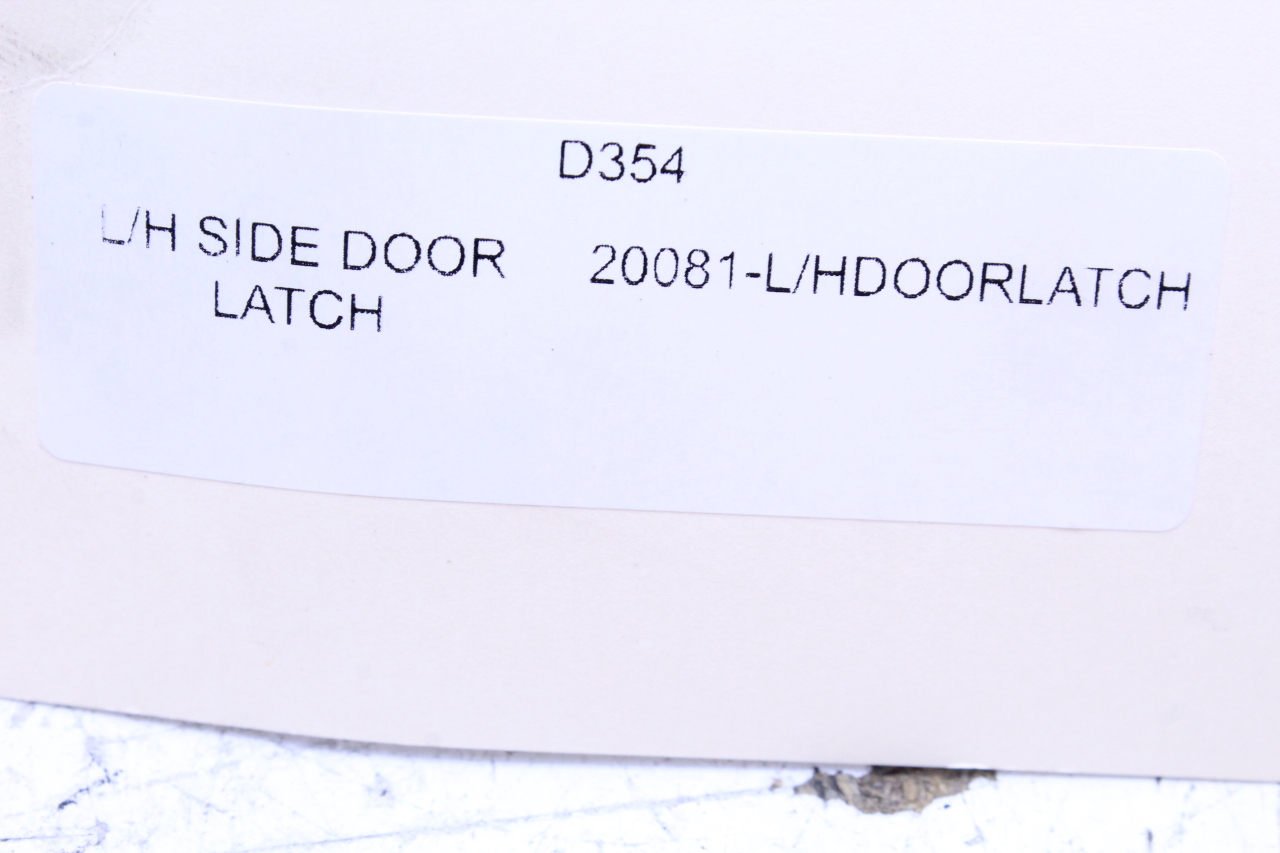 D354
L/H SIDE DOOR 20081-L/HDOORLATCH
LATCH